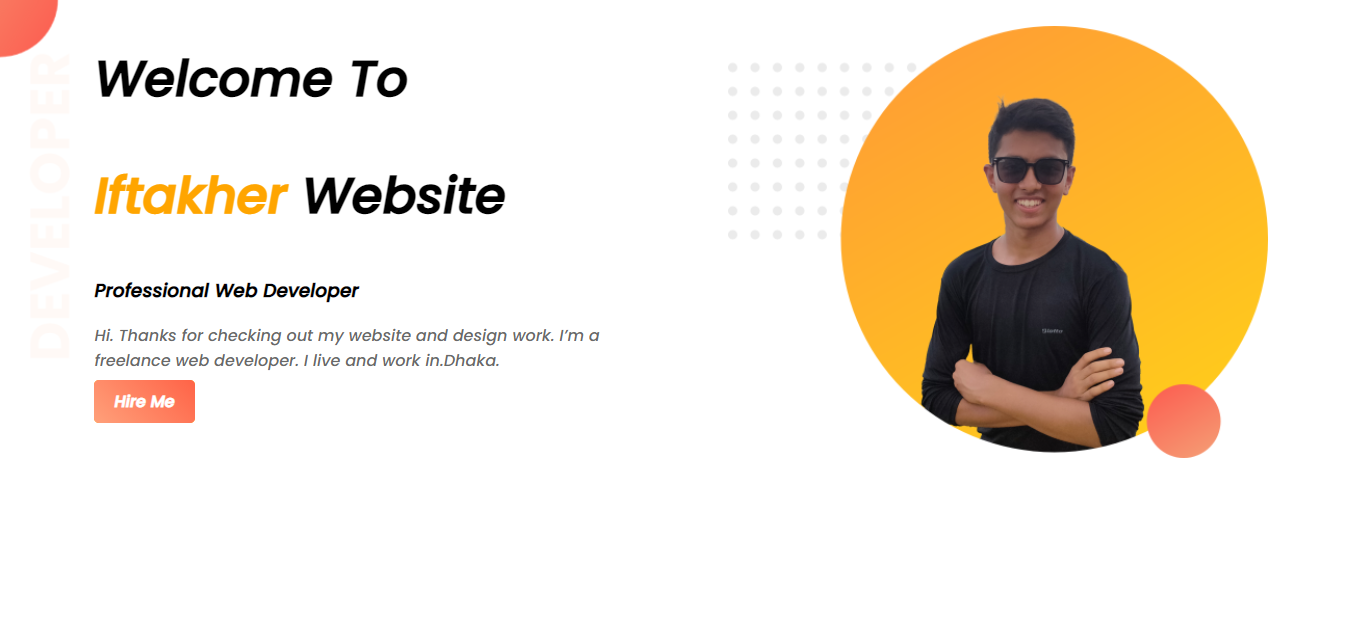 DEVELOPER
Welcome To
Iftakher Website
Professional Web Developer
Hi. Thanks for checking out my website and design work. I’m a
freelance web developer. I live and work in.Dhaka.
Hire Me